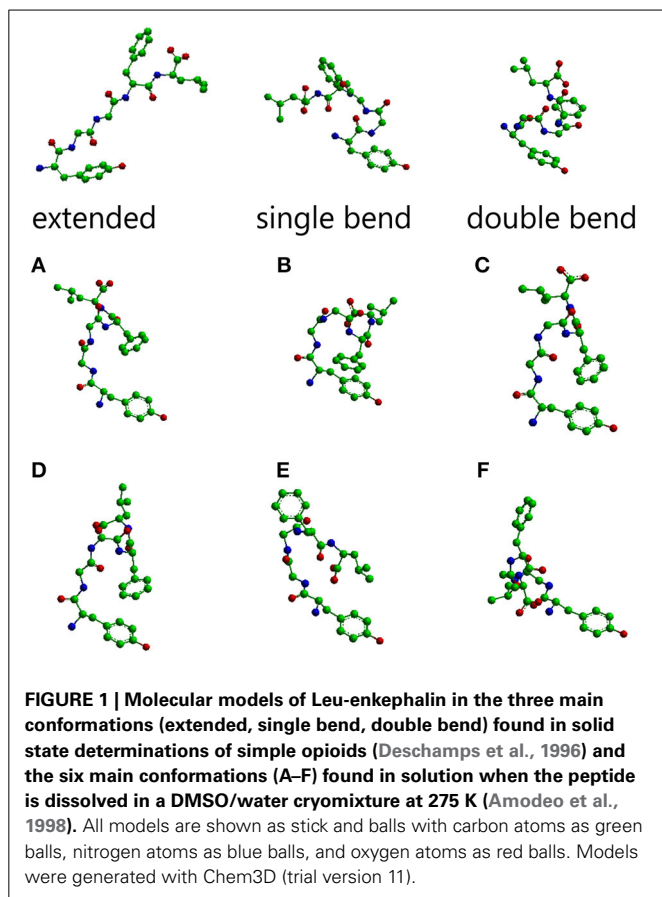 extended single bend double bend
A B C
D E F
FIGURE 1 | Molecular models of Leu-enkephalin in the three main
conformations (extended, single bend, double bend) found in solid
state determinations of simple opioids (Deschamps et al., 1996) and
the six main conformations (A–F) found in solution when the peptide
is dissolved in a DMSO/water cryomixture at 275 K (Amodeo et al.,
1998). All models are shown as stick and balls with carbon atoms as green
balls, nitrogen atoms as blue balls, and oxygen atoms as red balls. Models
were generated with Chem3D (trial version 11).